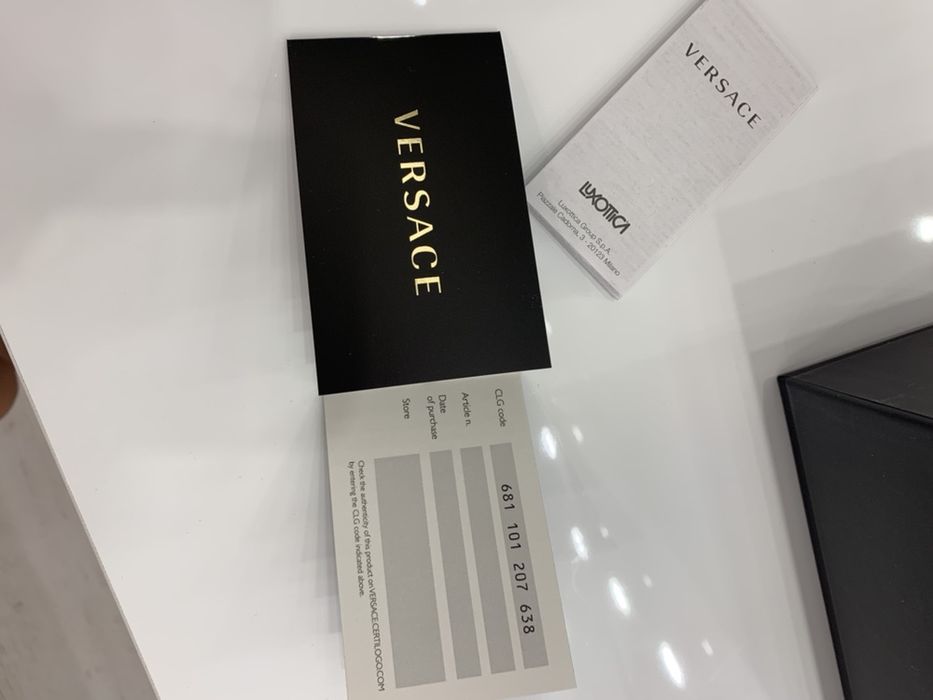 VERSACE
CLG code 681 101 207 638
Article n.
Date
of purchase
Store
Check the authenticity of this product on VERSACE.CERTILOGO.COM
by entering the CLG code indicated above.
VERSACE
LUXOTTICA
Luxottica Group S.p.A.
Piazzale Cadorna, 3 - 20123 Milano